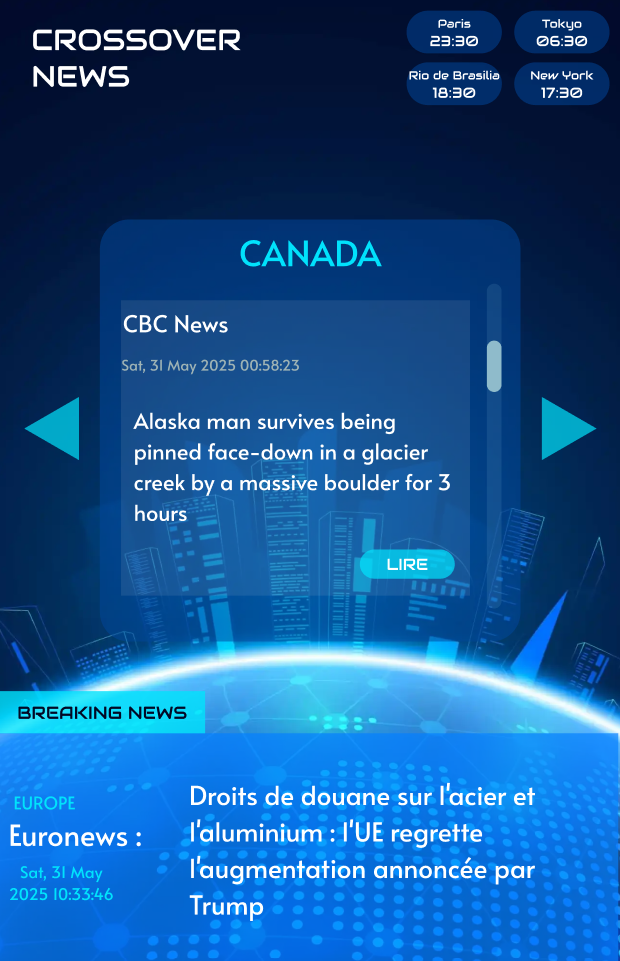 CROSSOVER
NEWS
Paris
23:30
Tokyo
06:30
Rio de Brasilia
18:30
New York
17:30
CANADA
CBC News
Sat, 31 May 2025 00:58:23
Alaska man survives being
pinned face-down in a glacier
creek by a massive boulder for 3
hours
LIRE
BREAKING NEWS
EUROPE
Euronews :
Sat, 31 May
2025 10:33:46
Droits de douane sur l'acier et
l'aluminium : l'UE regrette
l'augmentation annoncée par
Trump